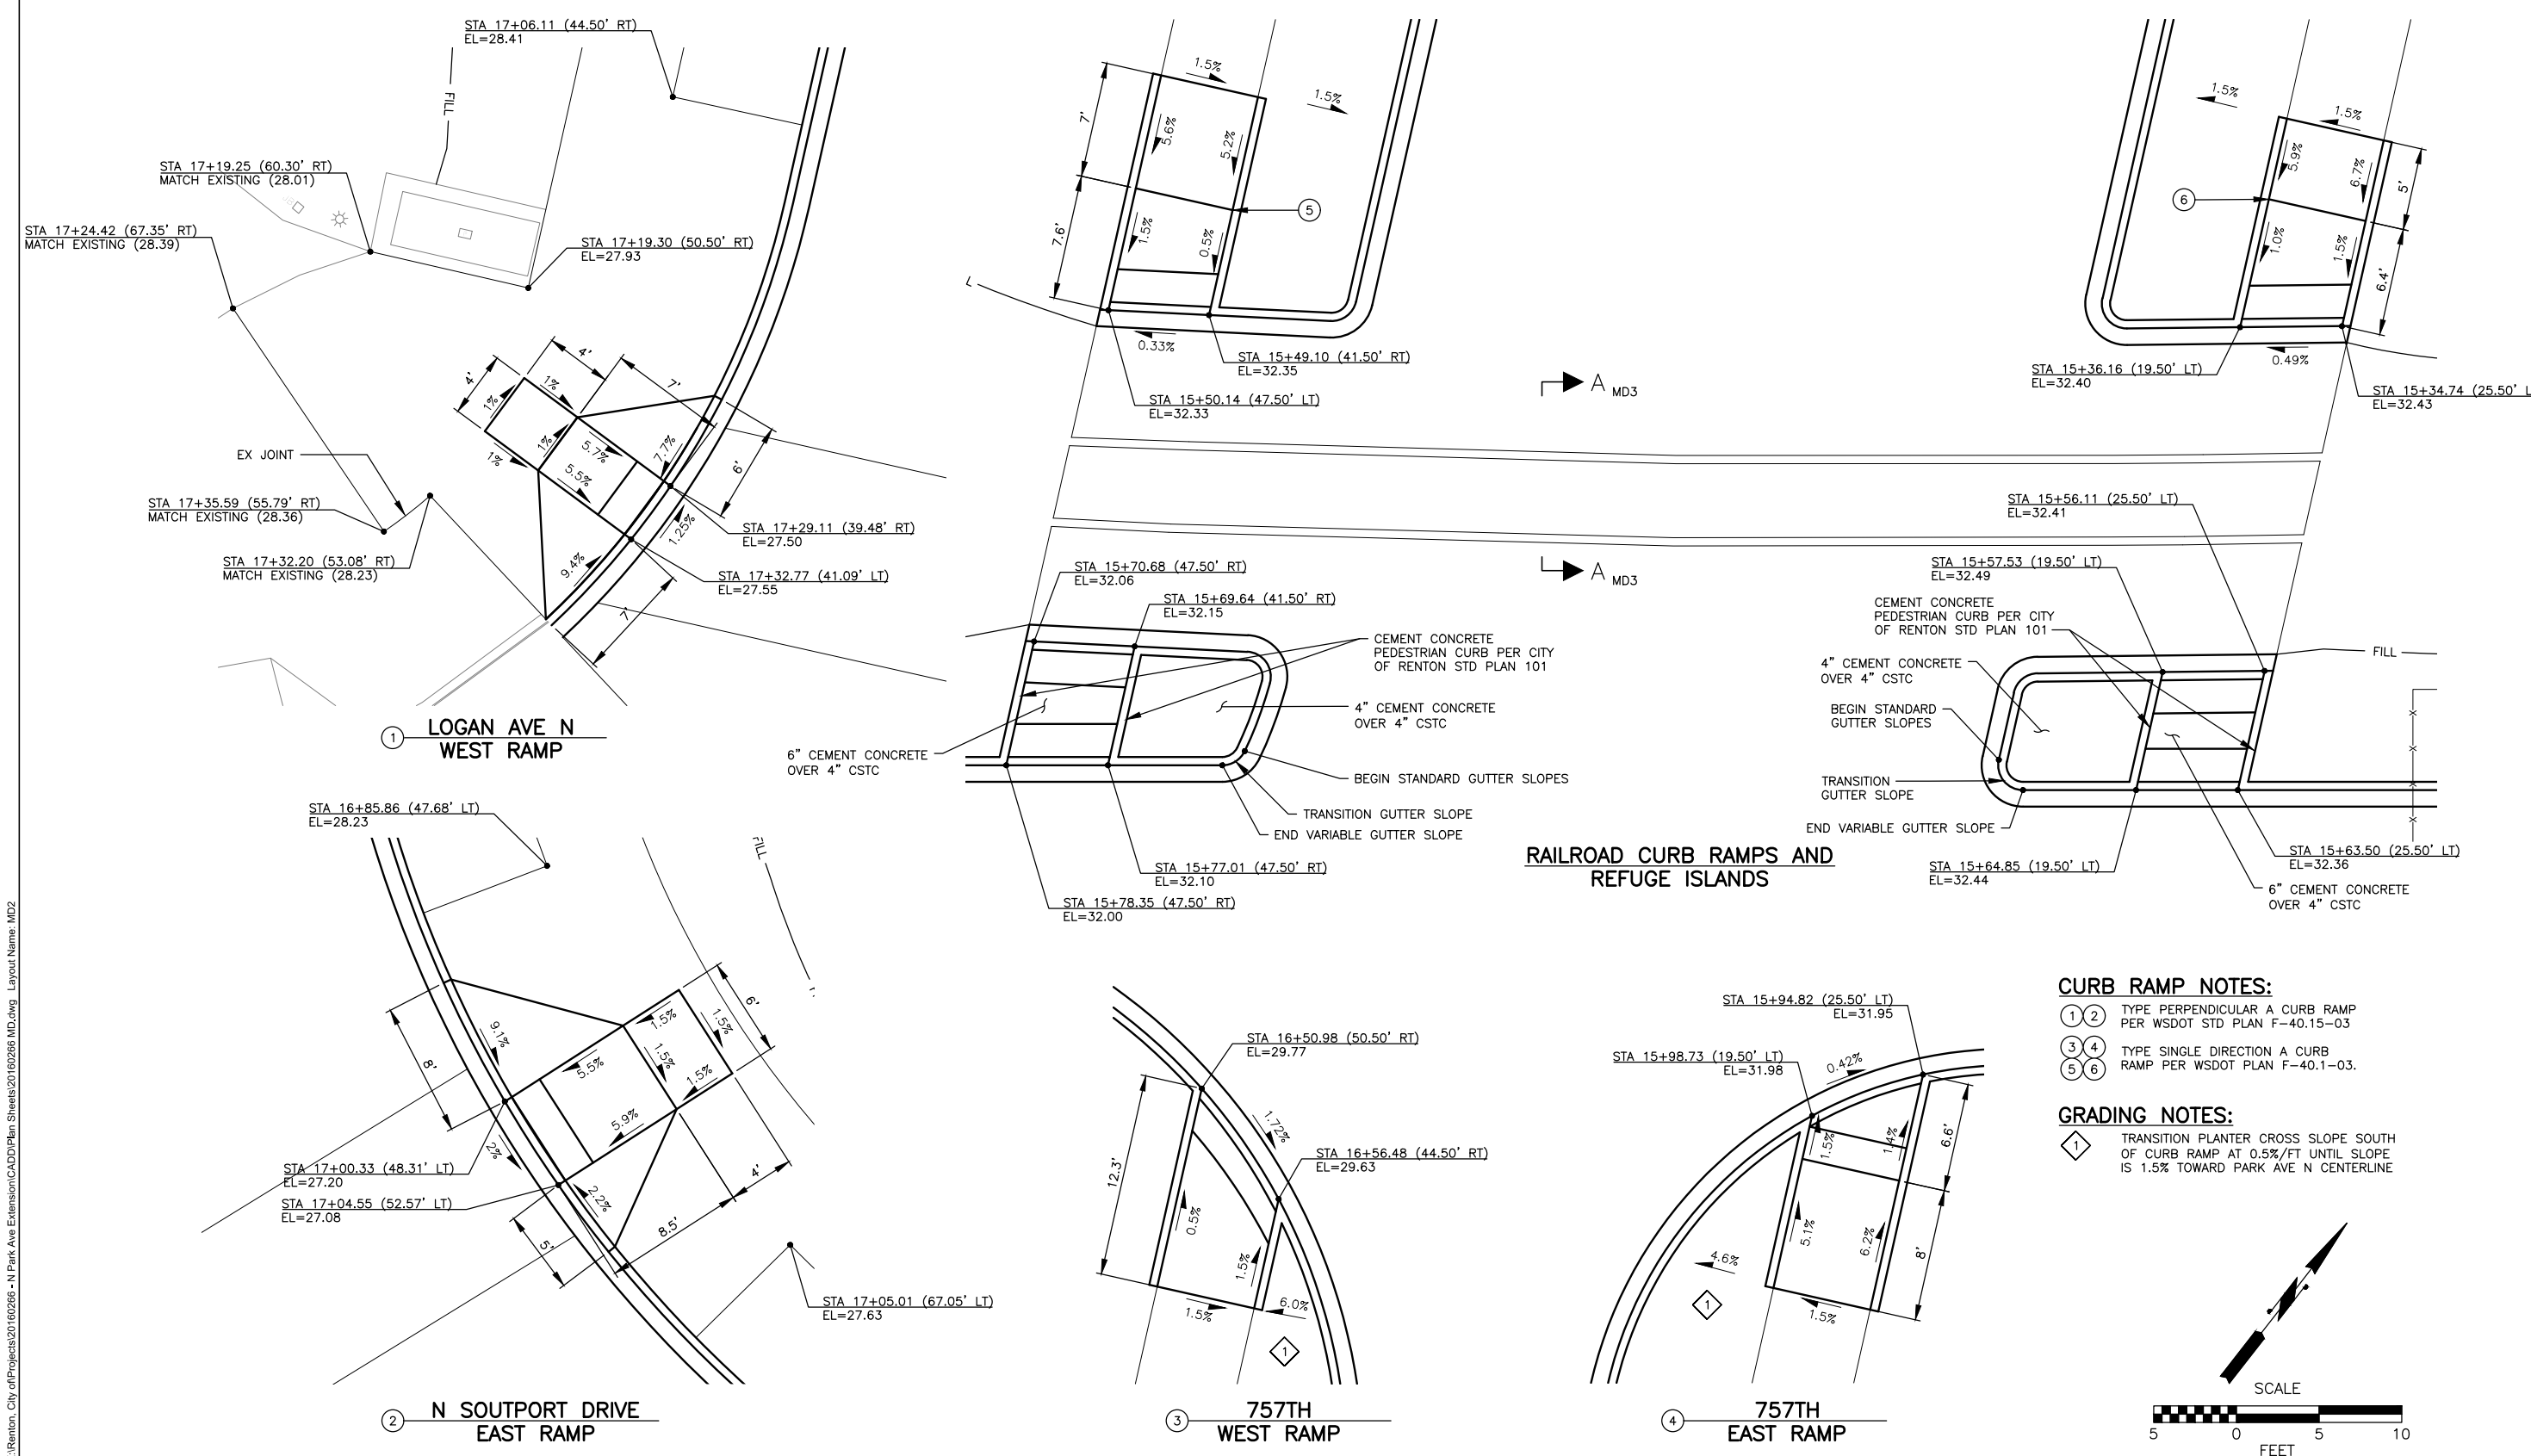 STA 17+06.11 (44.50' RT)
EL=28.41
FILL
STA 17+19.25 (60.30' RT)
MATCH EXISTING (28.01)
STA 17+24.42 (67.35' RT)
MATCH EXISTING (28.39)
STA 17+19.30 (50.50' RT)
EL=27.93
4'
4'
7'
1%
1%
1%
1%
5.7%
5.5%
7.7%
6'
EX JOINT
STA 17+35.59 (55.79' RT)
MATCH EXISTING (28.36)
STA 17+32.20 (53.08' RT)
MATCH EXISTING (28.23)
9.4%
1.25%
7'
STA 17+29.11 (39.48' RT)
EL=27.50
STA 17+32.77 (41.09' LT)
EL=27.55
1 LOGAN AVE N
WEST RAMP
1.5%
1.5%
7'
5.6%
5.2%
5
7.6'
1.5%
0.5%
L
0.33%
STA 15+49.10 (41.50' RT)
EL=32.35
STA 15+50.14 (47.50' LT)
EL=32.33
A MD3
A MD3
1.5%
1.5%
5.9%
6.7%
5'
6
1.0%
1.5%
6.4'
0.49%
STA 15+36.16 (19.50' LT)
EL=32.40
STA 15+34.74 (25.50' L
EL=32.43
STA 15+56.11 (25.50' LT)
EL=32.41
STA 15+57.53 (19.50' LT)
EL=32.49
STA 15+70.68 (47.50' RT)
EL=32.06
STA 15+69.64 (41.50' RT)
EL=32.15
CEMENT CONCRETE
PEDESTRIAN CURB PER CITY
OF RENTON STD PLAN 101
4" CEMENT CONCRETE
OVER 4" CSTC
6" CEMENT CONCRETE
OVER 4" CSTC
BEGIN STANDARD GUTTER SLOPES
TRANSITION GUTTER SLOPE
END VARIABLE GUTTER SLOPE
STA 15+77.01 (47.50' RT)
EL=32.10
STA 15+78.35 (47.50' RT)
EL=32.00
CEMENT CONCRETE
PEDESTRIAN CURB PER CITY
OF RENTON STD PLAN 101
4" CEMENT CONCRETE
OVER 4" CSTC
BEGIN STANDARD
GUTTER SLOPES
TRANSITION
GUTTER SLOPE
END VARIABLE GUTTER SLOPE
FILL
STA 15+64.85 (19.50' LT)
EL=32.44
STA 15+63.50 (25.50' LT)
EL=32.36
6" CEMENT CONCRETE
OVER 4" CSTC
RAILROAD CURB RAMPS AND
REFUGE ISLANDS
STA 16+85.86 (47.68' LT)
EL=28.23
FILL
8'
9.1%
2%
5.5%
1.5%
1.5%
1.5%
1.5%
6'
5.9%
2.2%
4'
8.5'
5'
STA 17+00.33 (48.31' LT)
EL=27.20
STA 17+04.55 (52.57' LT)
EL=27.08
STA 17+05.01 (67.05' LT)
EL=27.63
2 N SOUTPORT DRIVE
EAST RAMP
STA 16+50.98 (50.50' RT)
EL=29.77
1.72%
STA 16+56.48 (44.50' RT)
EL=29.63
12.3'
0.5%
1.5%
1.5%
6.0%
1
3 757TH
WEST RAMP
STA 15+94.82 (25.50' LT)
EL=31.95
STA 15+98.73 (19.50' LT)
EL=31.98
0.42%
1.5%
1.4%
6.6'
5.1%
6.2%
8'
4.6%
1
1.5%
4 757TH
EAST RAMP
CURB RAMP NOTES:
1 2 TYPE PERPENDICULAR A CURB RAMP
PER WSDOT STD PLAN F-40.15-03
3 4 TYPE SINGLE DIRECTION A CURB
5 6 RAMP PER WSDOT PLAN F-40.1-03.
GRADING NOTES:
1 TRANSITION PLANTER CROSS SLOPE SOUTH
OF CURB RAMP AT 0.5%/FT UNTIL SLOPE
IS 1.5% TOWARD PARK AVE N CENTERLINE
SCALE
5 0 5 10
FEET
:\Renton, City of\Projects\20160266 - N Park Ave Extension\CADD\Plan Sheets\20160266 MD.dwg Layout Name: MD2